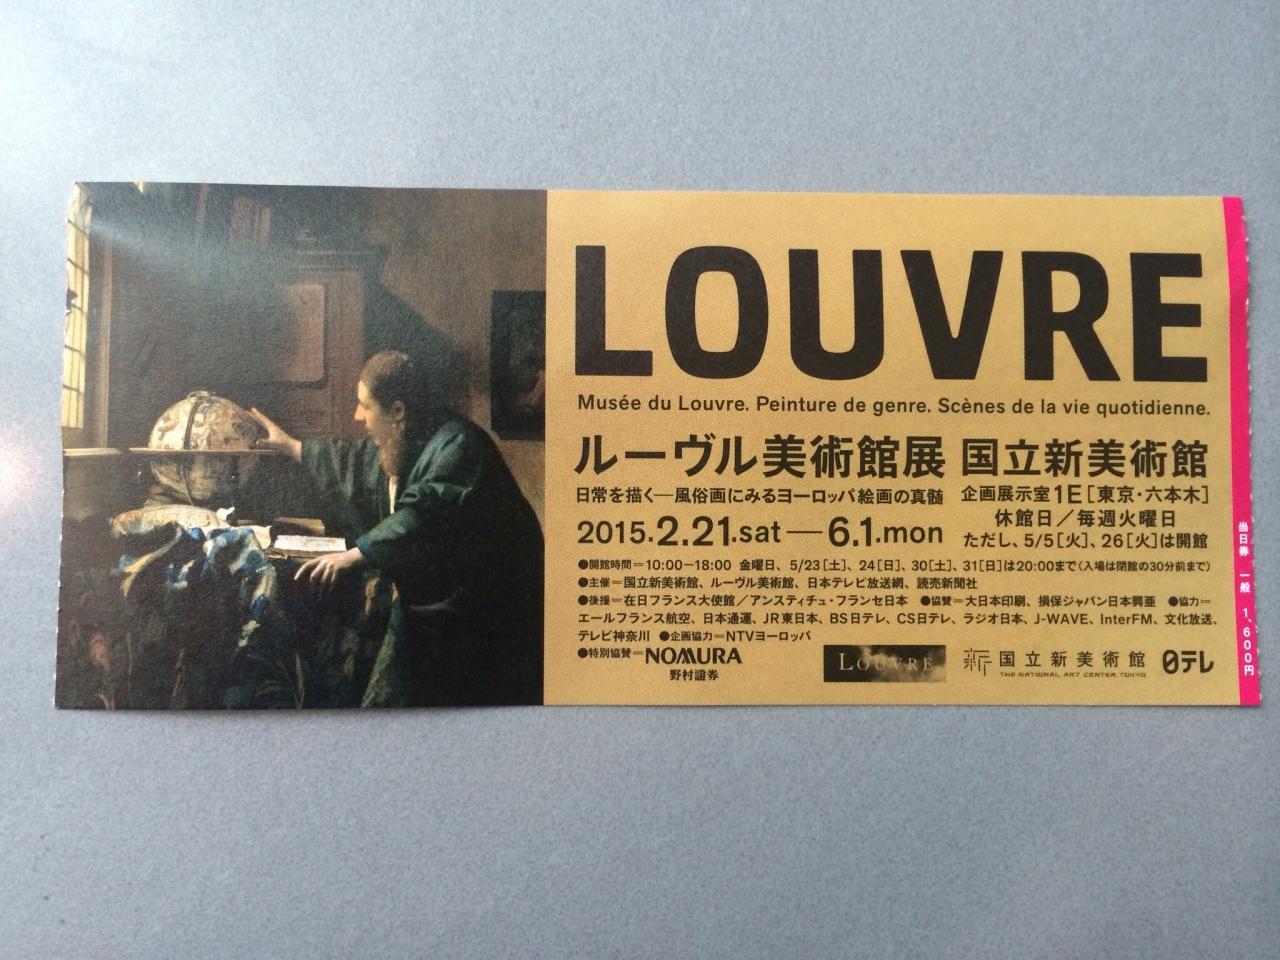 LOUVRE
Musée du Louvre. Peinture de genre. Scènes de la vie quotidienne.
ルーヴル美術館展
日常を描く—風俗画にみるヨーロッパ絵画の真髄
2015.2.21.sat—6.1.mon
国立新美術館
企画展示室1E[東京・六本木]
休館日／毎週火曜日
ただし、5/5[火]、26[火]は開館
●開館時間＝10:00—18:00 金曜日、5/23[土]、24[日]、30[土]、31[日]は20:00まで(入場は閉館の30分前まで)
●主催＝国立新美術館、ルーヴル美術館、日本テレビ放送網、読売新聞社
●後援＝在日フランス大使館／アンスティチュ・フランセ日本 ●協賛＝大日本印刷、損保ジャパン日本興亜 ●協力＝
エールフランス航空、日本通運、JR東日本、BS日テレ、CS日テレ、ラジオ日本、J-WAVE、InterFM、文化放送、
テレビ神奈川 ●企画協力＝NTVヨーロッパ
●特別協賛＝NOMURA
野村證券
LOUVRE
新 国立新美術館
THE NATIONAL ART CENTER, TOKYO
日テレ
当日券 一般 1,600円